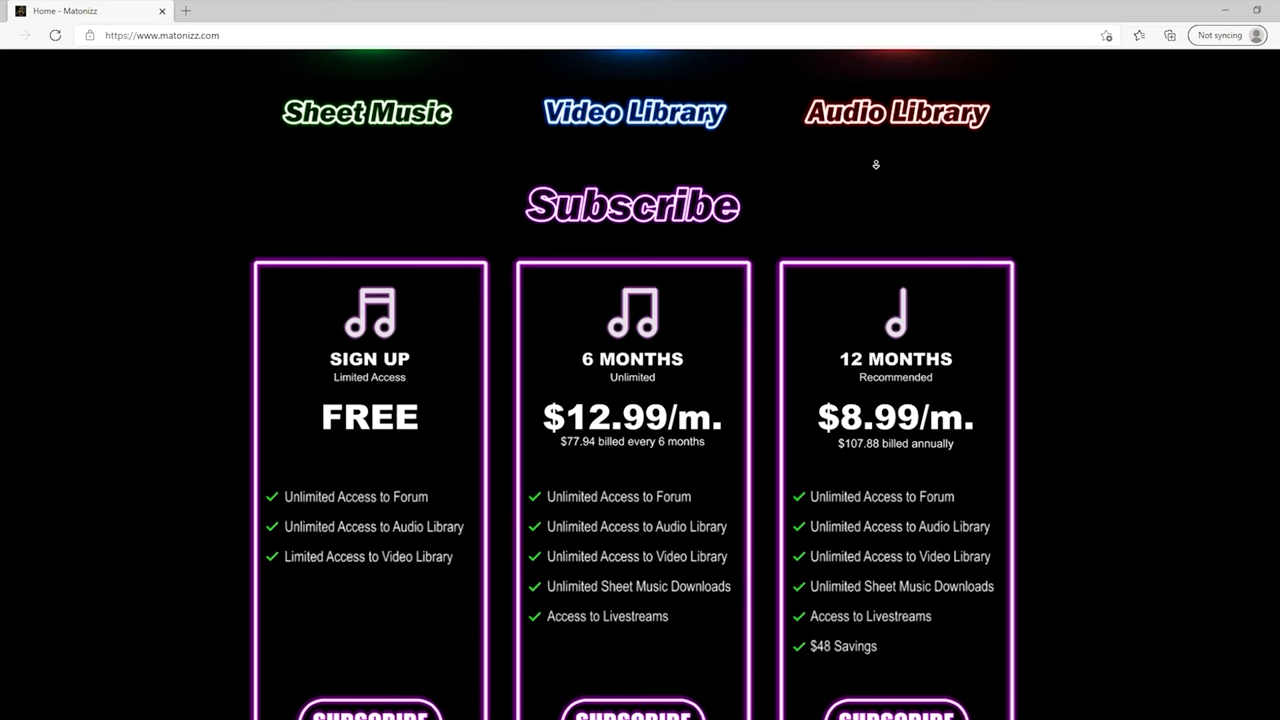 Home - Matonizz
https://www.matonizz.com
Not syncing
Sheet Music
Video Library
Audio Library
Subscribe
SIGN UP
Limited Access
FREE
Unlimited Access to Forum
Unlimited Access to Audio Library
Limited Access to Video Library
SUBSCRIBE
6 MONTHS
Unlimited
$12.99/m.
$77.94 billed every 6 months
Unlimited Access to Forum
Unlimited Access to Audio Library
Unlimited Access to Video Library
Unlimited Sheet Music Downloads
Access to Livestreams
SUBSCRIBE
12 MONTHS
Recommended
$8.99/m.
$107.88 billed annually
Unlimited Access to Forum
Unlimited Access to Audio Library
Unlimited Access to Video Library
Unlimited Sheet Music Downloads
Access to Livestreams
$48 Savings
SUBSCRIBE